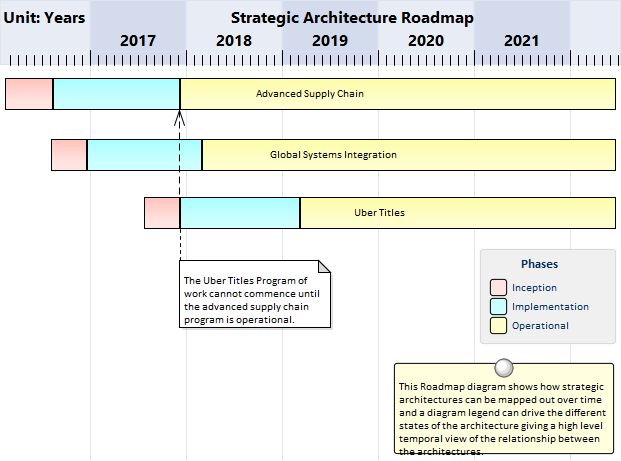 Unit: Years
Strategic Architecture Roadmap
2017 2018 2019 2020 2021
Advanced Supply Chain
Global Systems Integration
Uber Titles
The Uber Titles Program of
work cannot commence until
the advanced supply chain
program is operational.
Phases
Inception
Implementation
Operational
This Roadmap diagram shows how strategic
architectures can be mapped out over time
and a diagram legend can drive the different
states of the architecture giving a high level
temporal view of the relationship between
the architectures.